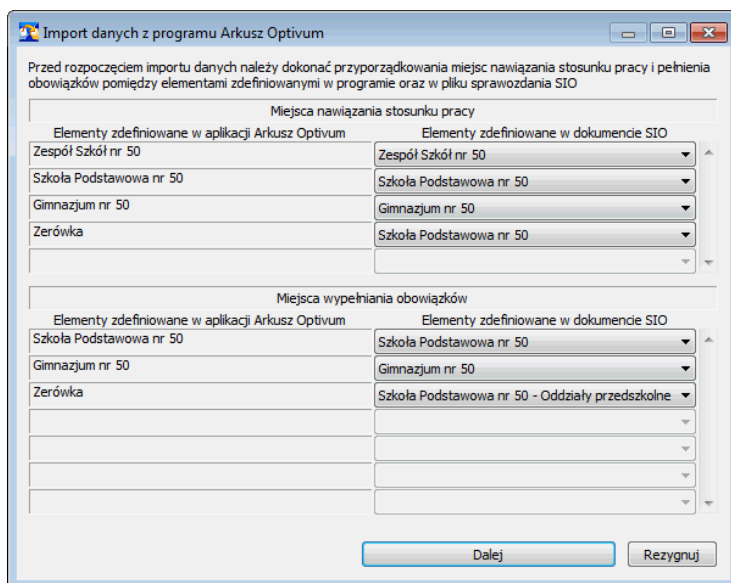 Import danych z programu Arkusz Optivum
Przed rozpoczęciem importu danych należy dokonać przyporządkowania miejsc nawiązania stosunku pracy i pełnienia
obowiązków pomiędzy elementami zdefiniowanymi w programie oraz w pliku sprawozdania SIO
Miejsca nawiązania stosunku pracy
Elementy zdefiniowane w aplikacji Arkusz Optivum Elementy zdefiniowane w dokumencie SIO
Zespół Szkół nr 50 Zespół Szkół nr 50
Szkoła Podstawowa nr 50 Szkoła Podstawowa nr 50
Gimnazjum nr 50 Gimnazjum nr 50
Zerówka Szkoła Podstawowa nr 50
Miejsca wypełniania obowiązków
Elementy zdefiniowane w aplikacji Arkusz Optivum Elementy zdefiniowane w dokumencie SIO
Szkoła Podstawowa nr 50 Szkoła Podstawowa nr 50
Gimnazjum nr 50 Gimnazjum nr 50
Zerówka Szkoła Podstawowa nr 50 - Oddziały przedszkolne
Dalej Rezygnuj